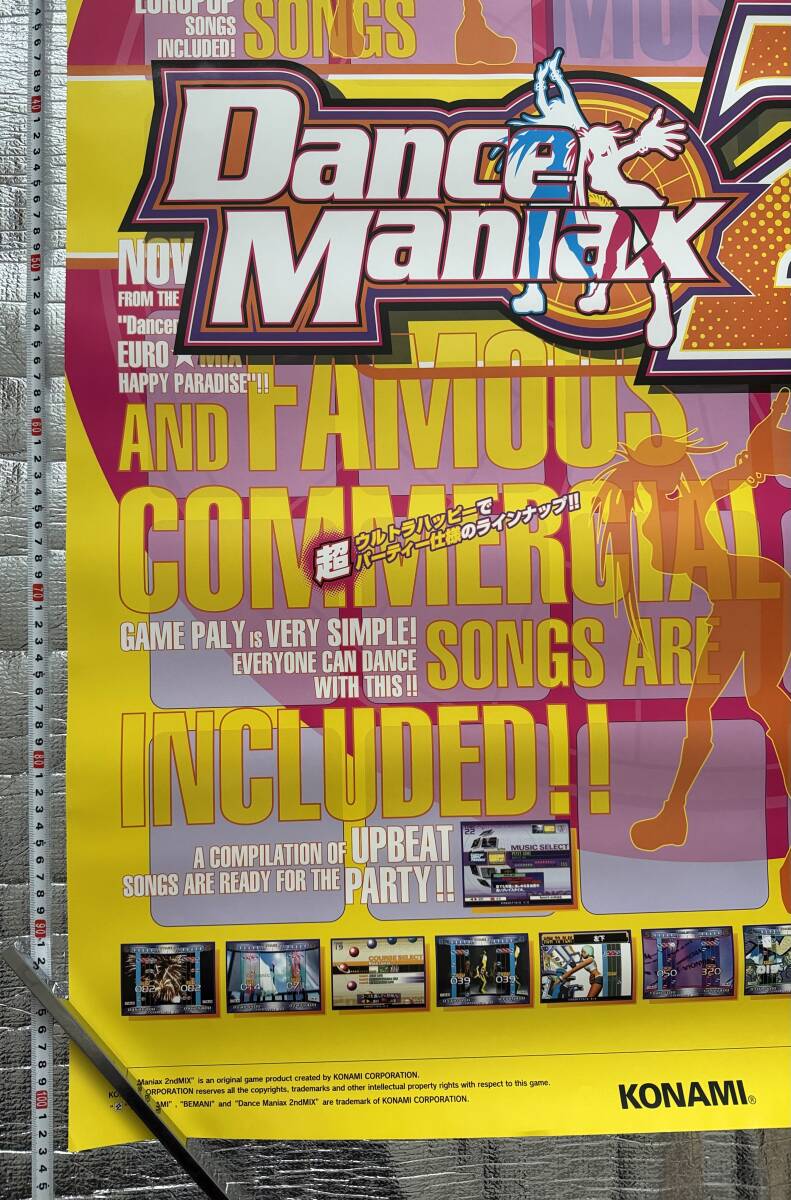 EUROPOP
SONGS
INCLUDED!
SONGS
Dance
Maniax
2
NOW
FROM THE
"Dancemania
EURO★MIX
HAPPY PARADISE"!!
AND FAMOUS
COMMERCIAL
超 ウルトラハッピーで
パーティー仕様のラインナップ!!
GAME PALY IS VERY SIMPLE!
EVERYONE CAN DANCE
WITH THIS!!
SONGS ARE
INCLUDED!!
A COMPILATION OF UPBEAT
SONGS ARE READY FOR THE PARTY!!
MUSIC SELECT
COURSE SELECT
Maniax 2ndMIX" is an original game product created by KONAMI CORPORATION.
CORPORATION reserves all the copyrights, trademarks and other intellectual property rights with respect to this game.
"BEMANI" and "Dance Maniax 2ndMIX" are trademark of KONAMI CORPORATION.
KONAMI®